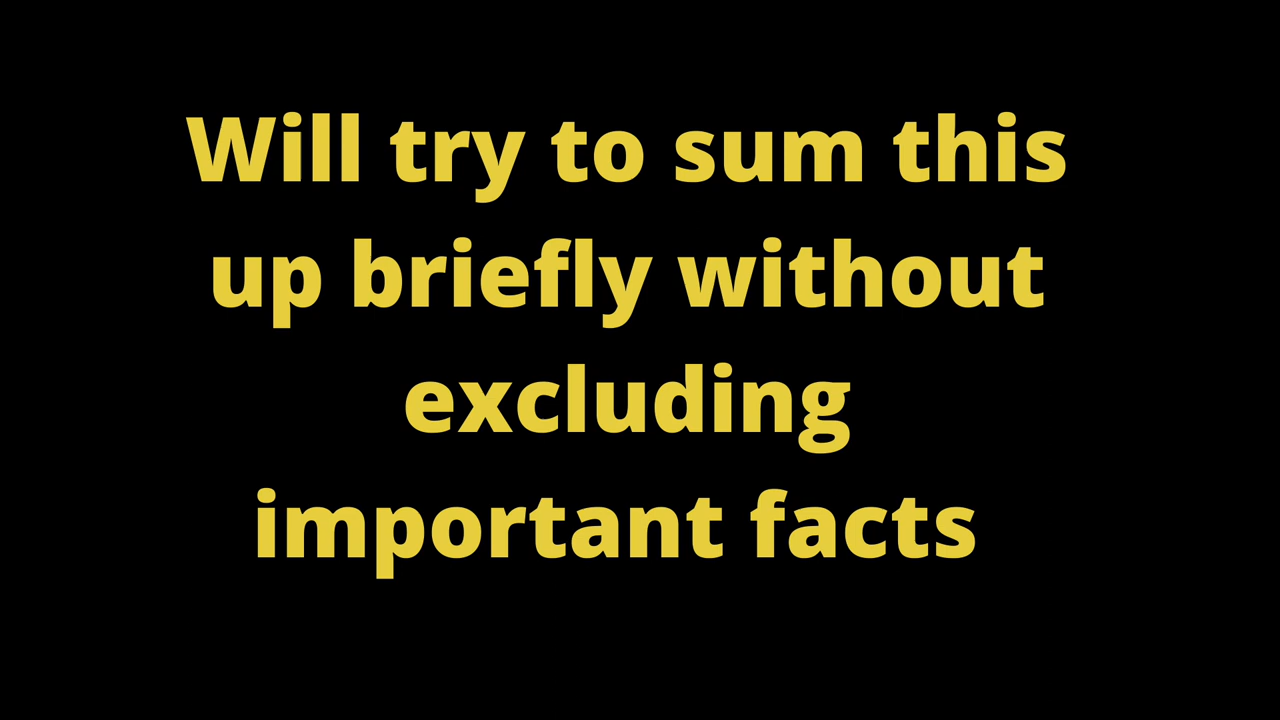 Will try to sum this
up briefly without
excluding
important facts